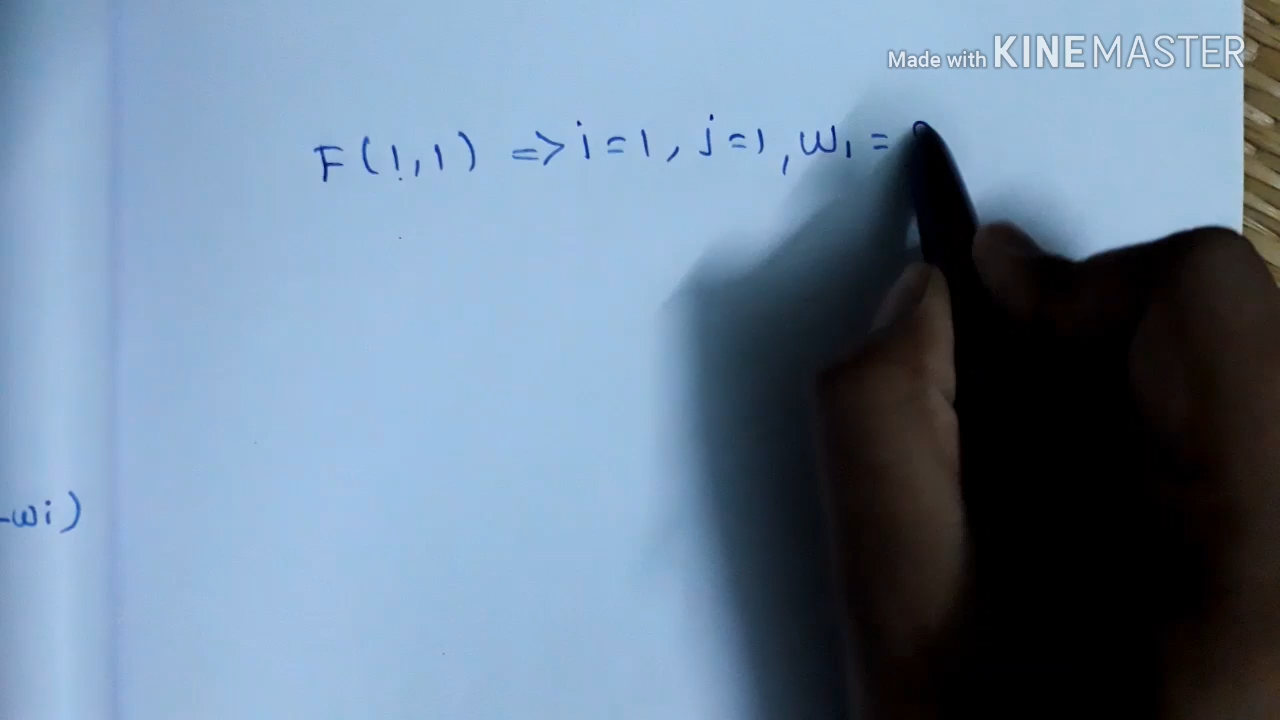 Made with KINEMASTER
F(1,1) => i=1, j=1, w1 =
-wi)